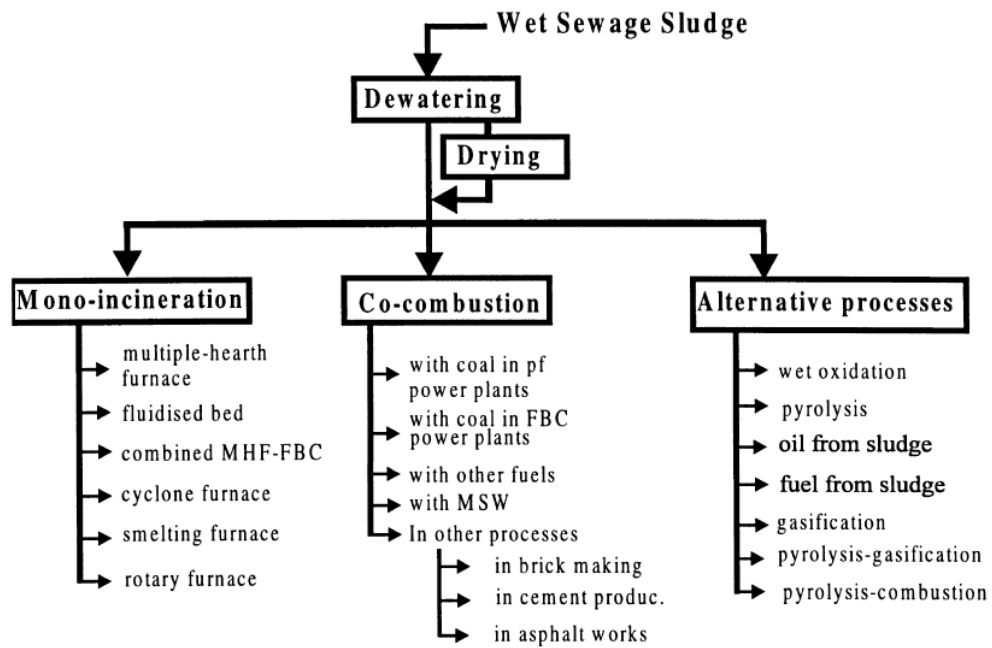 Wet Sewage Sludge
Dewatering
Drying
Mono-incineration
multiple-hearth
furnace
fluidised bed
combined MHF-FBC
cyclone furnace
smelting furnace
rotary furnace
Co-combustion
with coal in pf
power plants
with coal in FBC
power plants
with other fuels
with MSW
In other processes
in brick making
in cement produc.
in asphalt works
Alternative processes
wet oxidation
pyrolysis
oil from sludge
fuel from sludge
gasification
pyrolysis-gasification
pyrolysis-combustion